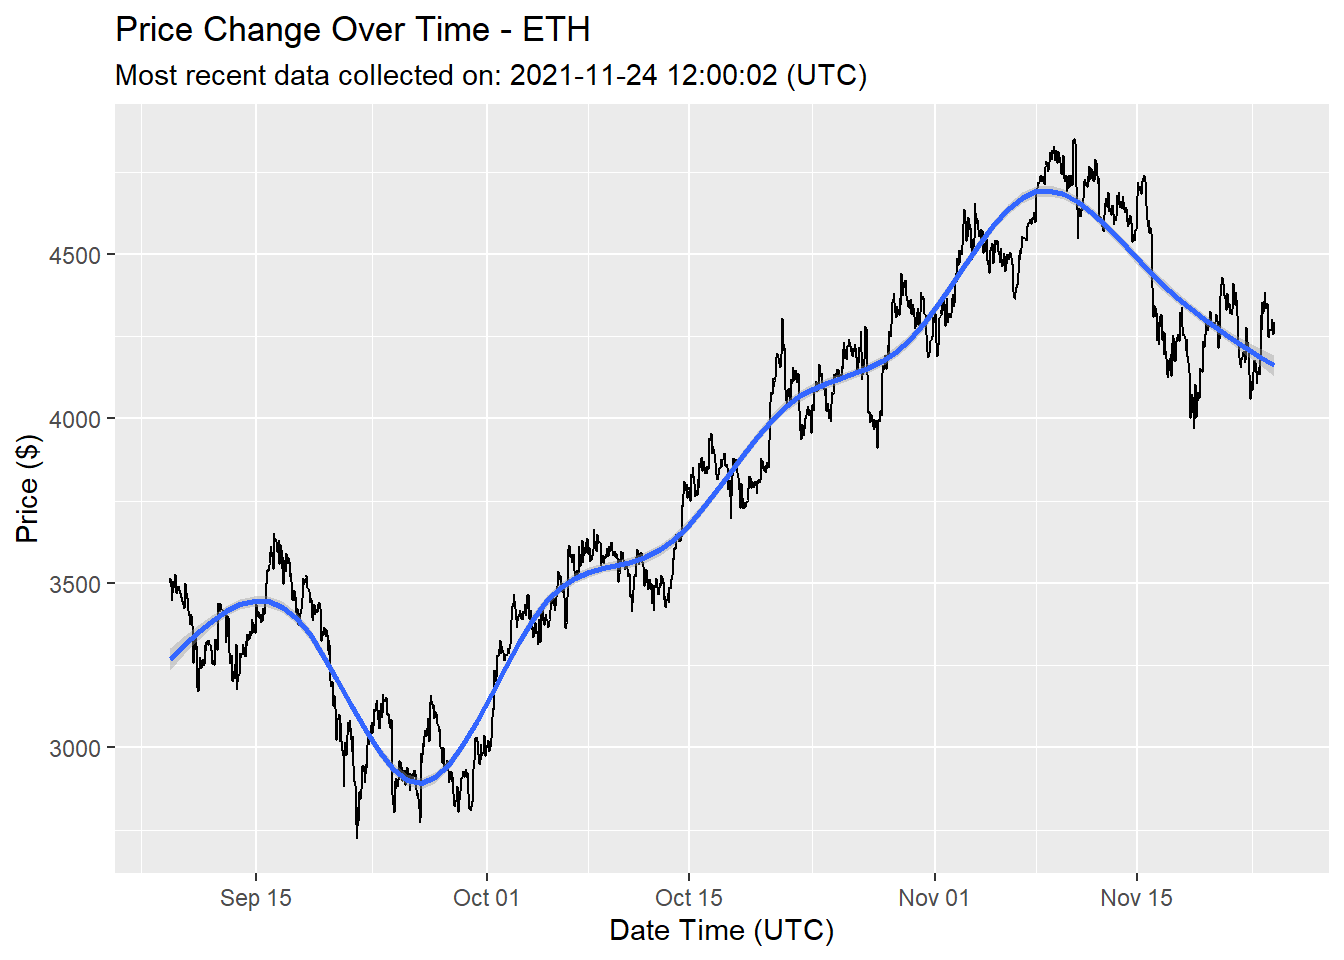 Price Change Over Time - ETH
Most recent data collected on: 2021-11-24 12:00:02 (UTC)
Price ($)
4500
4000
3500
3000
Sep 15
Oct 01
Oct 15
Nov 01
Nov 15
Date Time (UTC)